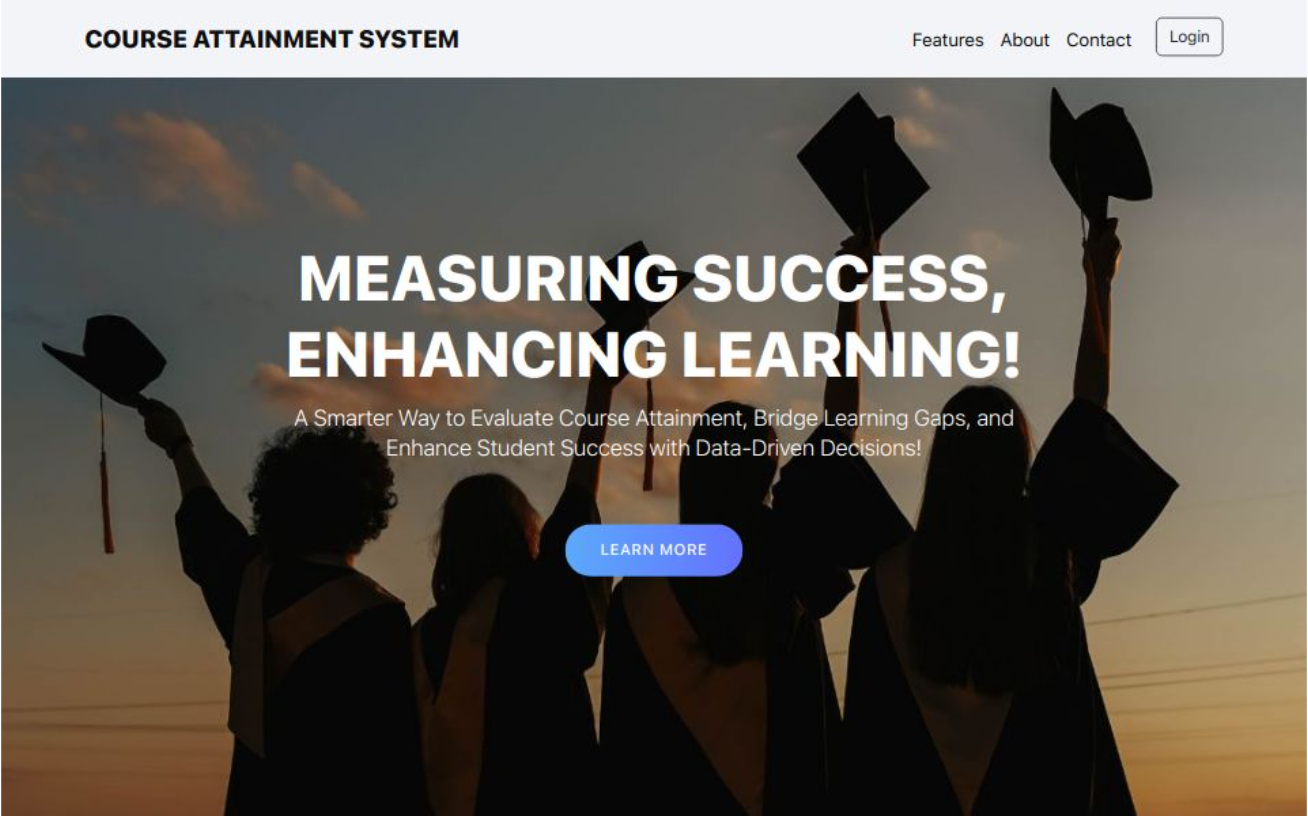 COURSE ATTAINMENT SYSTEM
Features About Contact Login
MEASURING SUCCESS,
ENHANCING LEARNING!
A Smarter Way to Evaluate Course Attainment, Bridge Learning Gaps, and
Enhance Student Success with Data-Driven Decisions!
LEARN MORE